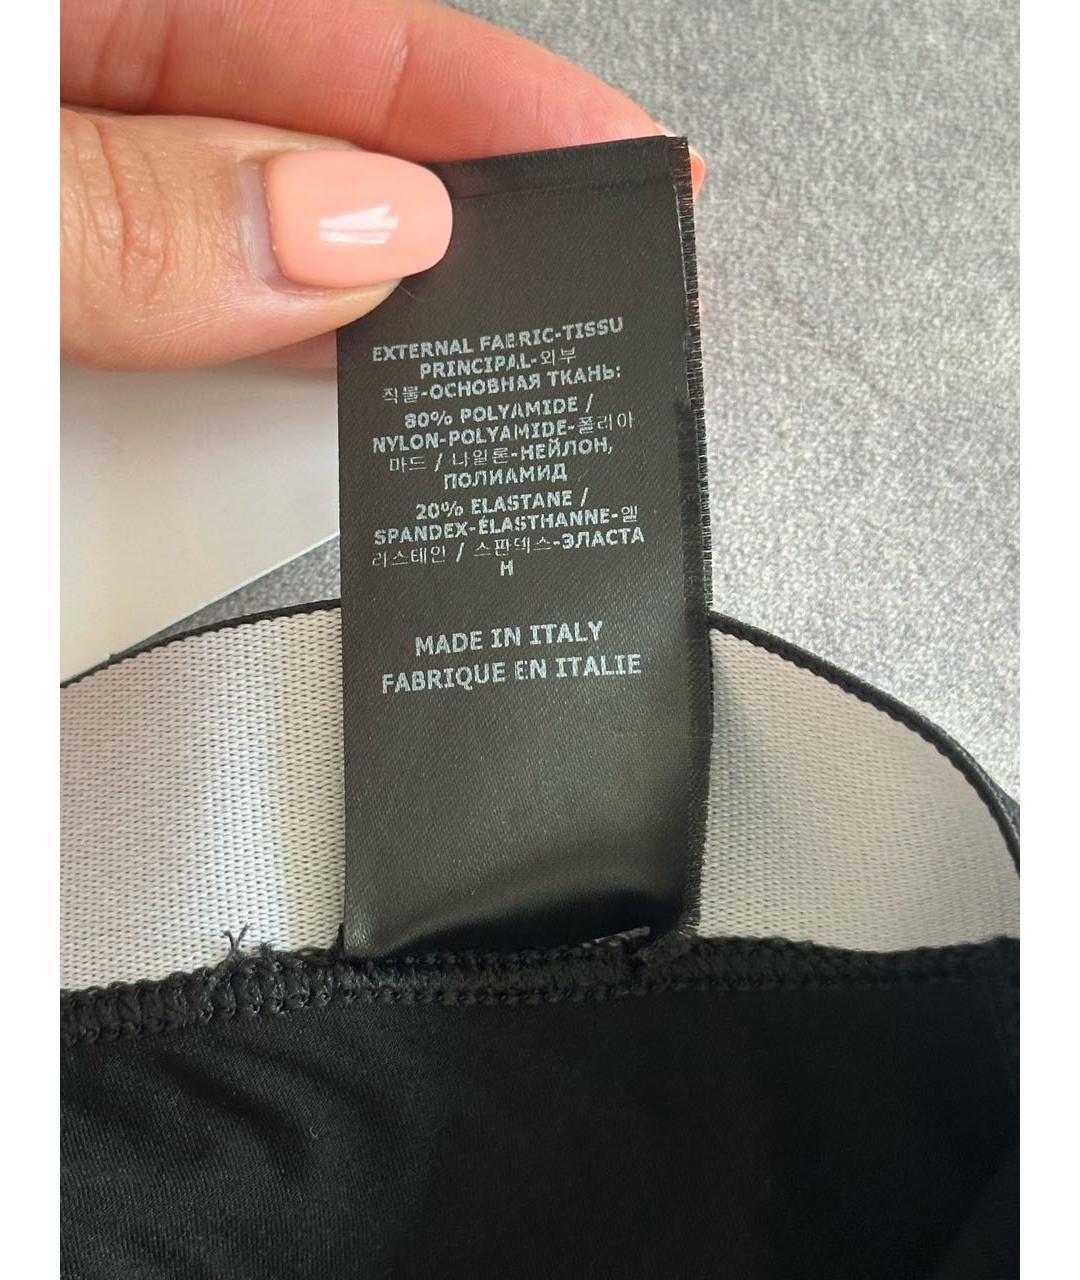 EXTERNAL FABRIC-TISSU
PRINCIPAL-외부
직물-ОСНОВНАЯ ТКАНЬ:
80% POLYAMIDE /
NYLON-POLYAMIDE-폴리아
마드 / 나일론-НЕЙЛОН,
ПОЛИАМИД
20% ELASTANE /
SPANDEX-ÉLASTHANNE-엘
라스테인 / 스판덱스-ЭЛАСТА
Н
MADE IN ITALY
FABRIQUE EN ITALIE